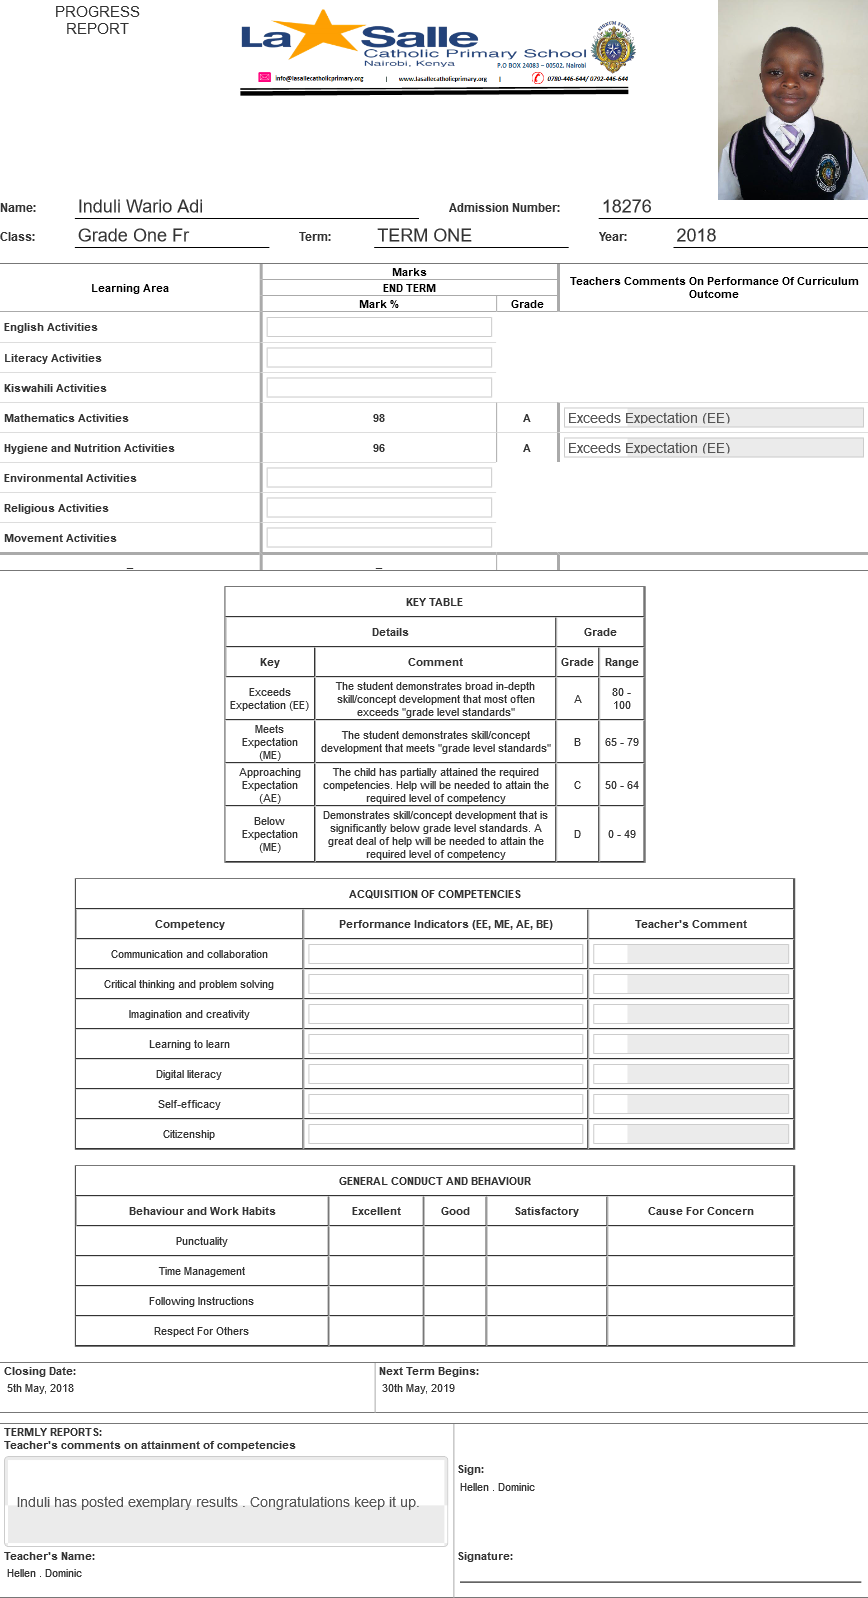 PROGRESS
REPORT
La Salle
Catholic Primary School
Nairobi, Kenya
P.O BOX 24083 – 00502, Nairobi
info@lasallecatholicprimary.org | www.lasallecatholicprimary.org | 0780-446-644/ 0792-446-644
Name: Induli Wario Adi Admission Number: 18276
Class: Grade One Fr Term: TERM ONE Year: 2018
Learning Area Marks Teachers Comments On Performance Of Curriculum Outcome
END TERM
Mark % Grade
English Activities
Literacy Activities
Kiswahili Activities
Mathematics Activities 98 A Exceeds Expectation (EE)
Hygiene and Nutrition Activities 96 A Exceeds Expectation (EE)
Environmental Activities
Religious Activities
Movement Activities
_ _
KEY TABLE
Details Grade
Key Comment Grade Range
Exceeds Expectation (EE) The student demonstrates broad in-depth skill/concept development that most often exceeds "grade level standards" A 80 - 100
Meets Expectation (ME) The student demonstrates skill/concept development that meets "grade level standards" B 65 - 79
Approaching Expectation (AE) The child has partially attained the required competencies. Help will be needed to attain the required level of competency C 50 - 64
Below Expectation (ME) Demonstrates skill/concept development that is significantly below grade level standards. A great deal of help will be needed to attain the required level of competency D 0 - 49
ACQUISITION OF COMPETENCIES
Competency Performance Indicators (EE, ME, AE, BE) Teacher's Comment
Communication and collaboration
Critical thinking and problem solving
Imagination and creativity
Learning to learn
Digital literacy
Self-efficacy
Citizenship
GENERAL CONDUCT AND BEHAVIOUR
Behaviour and Work Habits Excellent Good Satisfactory Cause For Concern
Punctuality
Time Management
Following Instructions
Respect For Others
Closing Date: Next Term Begins:
5th May, 2018 30th May, 2019
TERMLY REPORTS:
Teacher's comments on attainment of competencies
Sign:
Hellen . Dominic
Induli has posted exemplary results . Congratulations keep it up.
Teacher's Name: Signature:
Hellen . Dominic